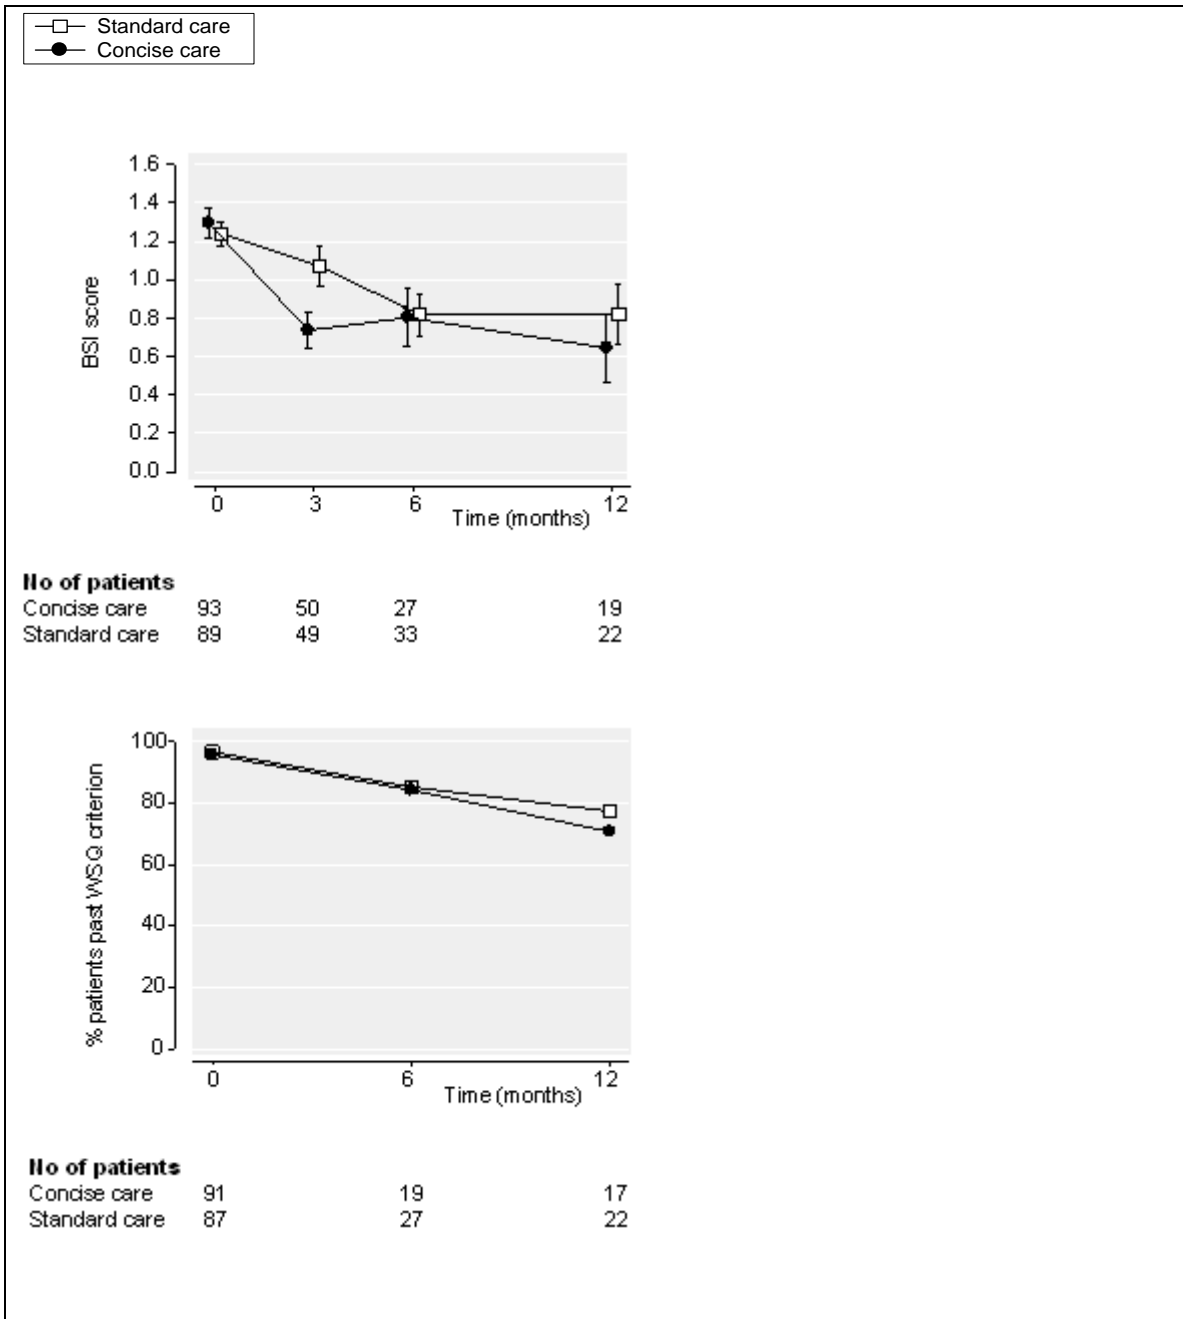 Standard care
Concise care
1.6
1.4
1.2
1.0
0.8
0.6
0.4
0.2
0.0
BSI score
0 3 6 12
Time (months)
No of patients
Concise care 93 50 27 19
Standard care 89 49 33 22
100
80
60
40
20
0
% patients past WSQ criterion
0 6 12
Time (months)
No of patients
Concise care 91 19 17
Standard care 87 27 22